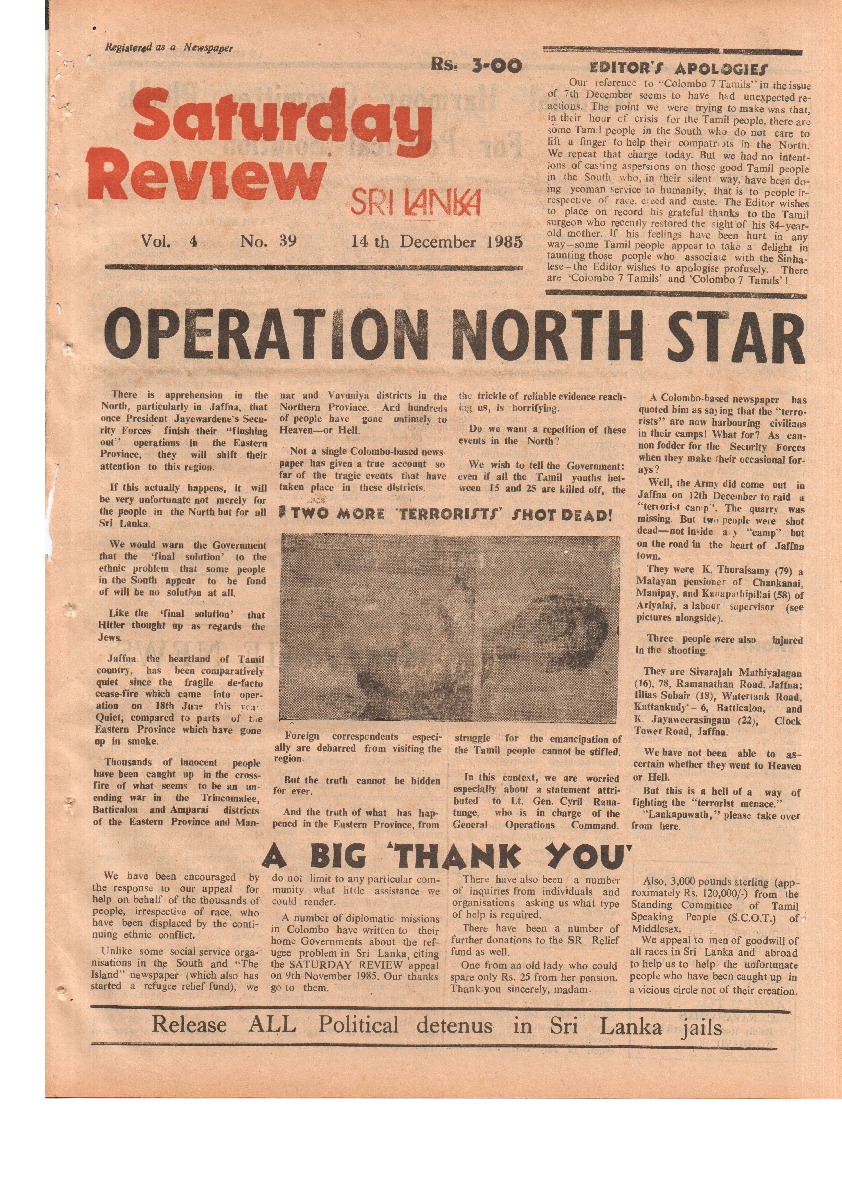 Registered as a Newspaper
Rs. 3-00
Saturday
Review
SRI LANKA
Vol. 4 No. 39 14 th December 1985
EDITOR'S APOLOGIES
Our reference to "Colombo 7 Tamils" in the issue
of 7th December seems to have had unexpected re-
actions. The point we were trying to make was that,
in their hour of crisis for the Tamil people, there are
some Tamil people in the South who do not care to
lift a finger to help their compatriots in the North.
We repeat that charge today. But we had no intent-
ions of casting aspersions on those good Tamil people
in the South who, in their silent way, have been do-
ing yeoman service to humanity, that is to people ir-
respective of race, creed and caste. The Editor wishes
to place on record his grateful thanks to the Tamil
surgeon who recently restored the sight of his 84-year-
old mother. If his feelings have been hurt in any
way—some Tamil people appear to take a delight in
taunting those people who associate with the Sinha-
lese—the Editor wishes to apologise profusely. There
are 'Colombo 7 Tamils' and 'Colombo 7 Tamils'!
OPERATION NORTH STAR
There is apprehension in the
North, particularly in Jaffna, that
once President Jayewardene's Secu-
rity Forces finish their "flushing
out" operations in the Eastern
Province, they will shift their
attention to this region.
If this actually happens, it will
be very unfortunate not merely for
the people in the North but for all
Sri Lanka.
We would warn the Government
that the 'final solution' to the
ethnic problem that some people
in the South appear to be fond
of will be no solution at all.
Like the 'final solution' that
Hitler thought up as regards the
Jews.
Jaffna the heartland of Tamil
country, has been comparatively
quiet since the fragile de-facto
cease-fire which came into oper-
ation on 18th June this year.
Quiet, compared to parts of the
Eastern Province which have gone
up in smoke.
Thousands of innocent people
have been caught up in the cross-
fire of what seems to be an un-
ending war in the Trincomalee,
Batticaloa and Amparai districts
of the Eastern Province and Man-
nar and Vavuniya districts in the
Northern Province. And hundreds
of people have gone untimely to
Heaven—or Hell.
Not a single Colombo-based news-
paper has given a true account so
far of the tragic events that have
taken place in these districts.
the trickle of reliable evidence reach-
ing us, is horrifying.
Do we want a repetition of these
events in the North?
We wish to tell the Government:
even if all the Tamil youths bet-
ween 15 and 25 are killed off, the
TWO MORE 'TERRORISTS' SHOT DEAD!
Foreign correspondents especi-
ally are debarred from visiting the
region.
But the truth cannot be hidden
for ever.
And the truth of what has hap-
pened in the Eastern Province, from
struggle for the emancipation of
the Tamil people cannot be stifled.
In this context, we are worried
especially about a statement attri-
buted to Lt. Gen. Cyril Rana-
tunge, who is in charge of the
General Operations Command.
A Colombo-based newspaper has
quoted him as saying that the "terro-
rists" are now harbouring civilians
in their camps! What for? As can-
non fodder for the Security Forces
when they make their occasional for-
ays?
Well, the Army did come out in
Jaffna on 12th December to raid a
"terrorist camp". The quarry was
missing. But two people were shot
dead—not inside any "camp" but
on the road in the heart of Jaffna
town.
They were K. Thuraisamy (79) a
Malayan pensioner of Chankanai,
Manipay, and Kanapathipillai (58) of
Ariyalai, a labour supervisor (see
pictures alongside).
Three people were also injured
in the shooting.
They are Sivarajah Mathiyalagan
(16), 78, Ramanathan Road, Jaffna;
Illias Subair (18), Watertank Road,
Kattankudy – 6, Batticaloa, and
K. Jayaweerasingam (22), Clock
Tower Road, Jaffna.
We have not been able to as-
certain whether they went to Heaven
or Hell.
But this is a hell of a way of
fighting the "terrorist menace."
"Lankapuwath," please take over
from here.
A BIG 'THANK YOU'
We have been encouraged by
the response to our appeal for
help on behalf of the thousands of
people, irrespective of race, who
have been displaced by the conti-
nuing ethnic conflict.
Unlike some social service orga-
nisations in the South and "The
Island" newspaper (which also has
started a refugee relief fund), we
do not limit to any particular com-
munity what little assistance we
could render.
A number of diplomatic missions
in Colombo have written to their
home Governments about the ref-
ugee problem in Sri Lanka, citing
the SATURDAY REVIEW appeal
on 9th November 1985. Our thanks
go to them.
There have also been a number
of inquiries from individuals and
organisations asking us what type
of help is required.
There have been a number of
further donations to the SR Relief
fund as well.
One from an old lady who could
spare only Rs. 25 from her pension.
Thank you sincerely, madam.
Also, 3,000 pounds sterling (app-
roximately Rs. 120,000/-) from the
Standing Committee of Tamil
Speaking People (S.C.O.T.) of
Middlesex.
We appeal to men of goodwill of
all races in Sri Lanka and abroad
to help us to help the unfortunate
people who have been caught up in
a vicious circle not of their creation.
Release ALL Political detenus in Sri Lanka jails